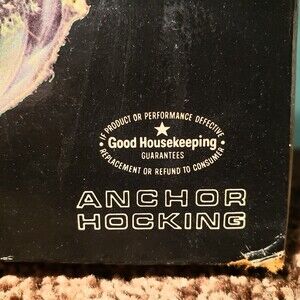 IF PRODUCT OR PERFORMANCE DEFECTIVE
Good Housekeeping
GUARANTEES
REPLACEMENT OR REFUND TO CONSUMER
ANCHOR
HOCKING